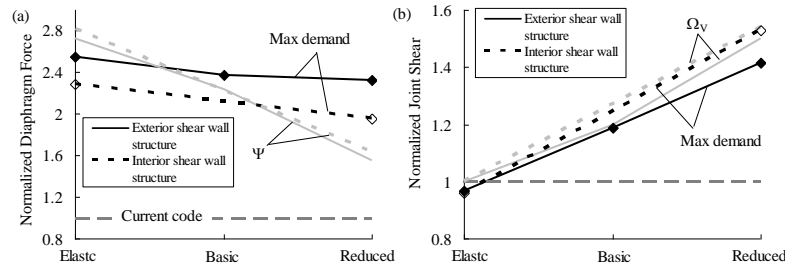 (a)
Normalized Diaphragm Force
2.8
2.4
2
1.6
1.2
0.8
Max demand
Exterior shear wall
structure
Interior shear wall
structure
Ψ
Current code
Elastc
Basic
Reduced
(b)
Normalized Joint Shear
1.6
1.4
1.2
1
0.8
Exterior shear wall
structure
Interior shear wall
structure
ΩV
Max demand
Elastc
Basic
Reduced